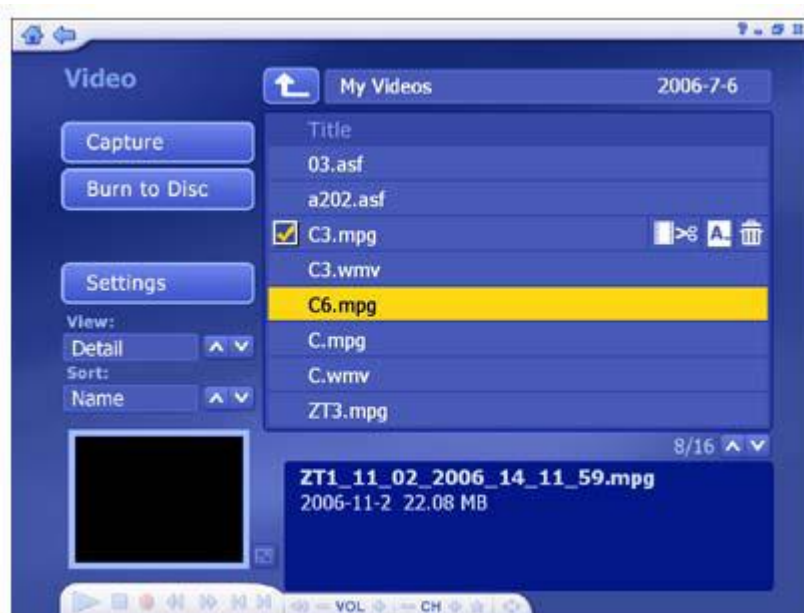 Video
My Videos 2006-7-6
Capture
Burn to Disc
Settings
View:
Detail
Sort:
Name
Title
03.asf
a202.asf
C3.mpg
A
C3.wmv
C6.mpg
C.mpg
C.wmv
ZT3.mpg
8/16
ZT1_11_02_2006_14_11_59.mpg
2006-11-2 22.08 MB
VOL
CH